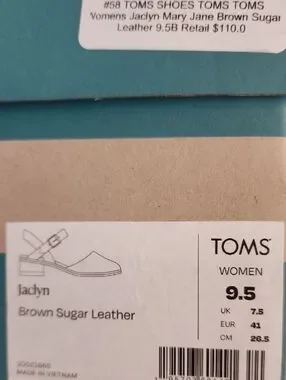 #58 TOMS SHOES TOMS TOMS
Womens Jaclyn Mary Jane Brown Sugar
Leather 9.5B Retail $110.0
TOMS
WOMEN
9.5
UK 7.5
EUR 41
CM 26.5
Jaclyn
Brown Sugar Leather
MADE IN VIETNAM